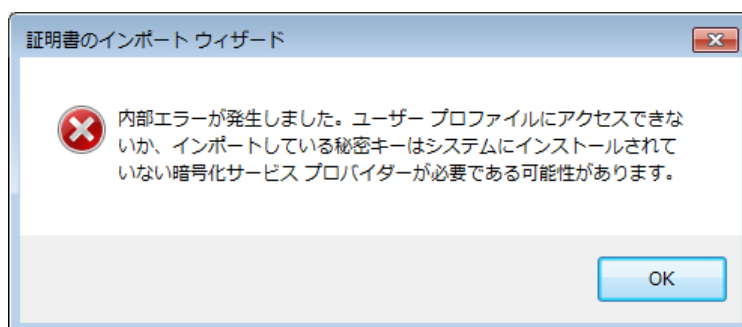 証明書のインポート ウィザード
内部エラーが発生しました。ユーザー プロファイルにアクセスできな
いか、インポートしている秘密キーはシステムにインストールされて
いない暗号化サービス プロバイダーが必要である可能性があります。
OK